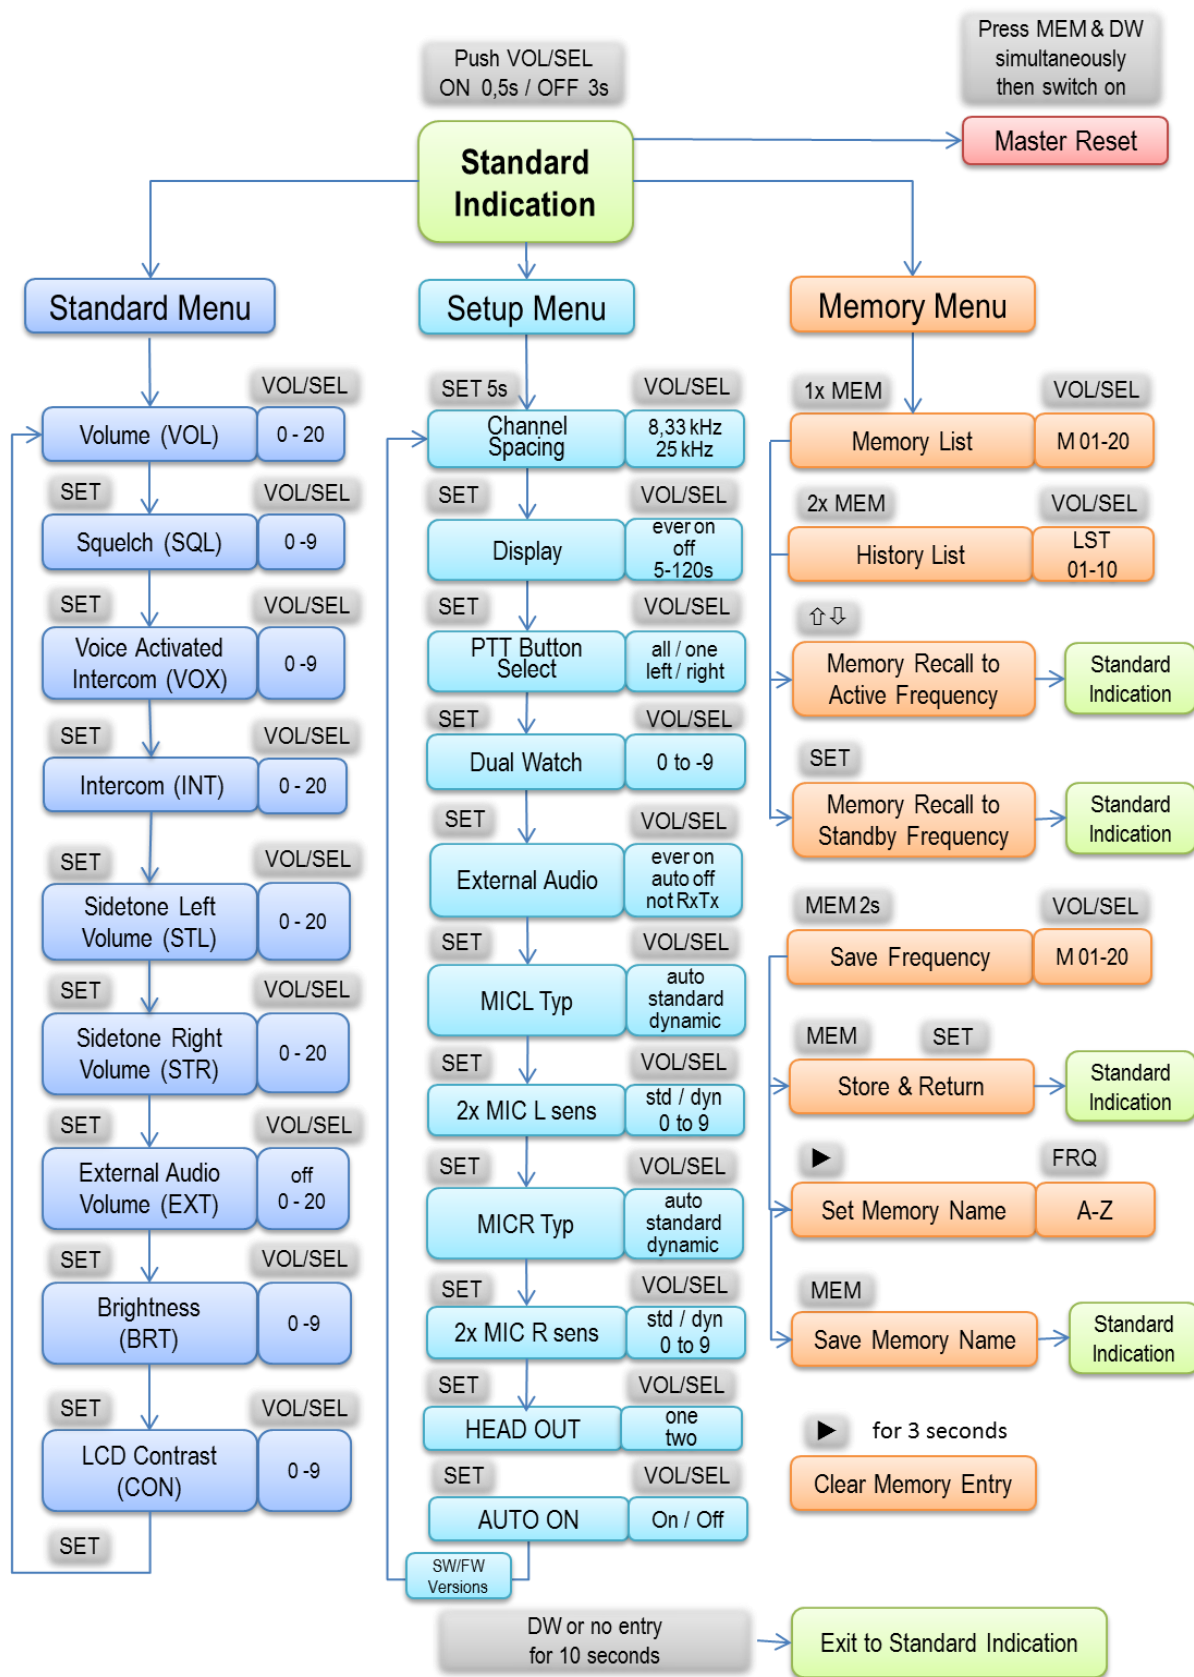 Push VOL/SEL
ON 0,5s / OFF 3s
Press MEM & DW
simultaneously
then switch on
Standard
Indication
Master Reset
Standard Menu
VOL/SEL
Volume (VOL)
0 - 20
SET
VOL/SEL
Squelch (SQL)
0 -9
SET
VOL/SEL
Voice Activated
Intercom (VOX)
0 -9
SET
VOL/SEL
Intercom (INT)
0 - 20
SET
VOL/SEL
Sidetone Left
Volume (STL)
0 - 20
SET
VOL/SEL
Sidetone Right
Volume (STR)
0 - 20
SET
VOL/SEL
External Audio
Volume (EXT)
off
0 - 20
SET
VOL/SEL
Brightness
(BRT)
0 -9
SET
VOL/SEL
LCD Contrast
(CON)
0 -9
SET
Setup Menu
SET 5s
VOL/SEL
Channel
Spacing
8,33 kHz
25 kHz
SET
VOL/SEL
Display
ever on
off
5-120s
SET
VOL/SEL
PTT Button
Select
all / one
left / right
SET
VOL/SEL
Dual Watch
0 to -9
SET
VOL/SEL
External Audio
ever on
auto off
not RxTx
SET
VOL/SEL
MICL Typ
auto
standard
dynamic
SET
VOL/SEL
2x MIC L sens
std / dyn
0 to 9
SET
VOL/SEL
MICR Typ
auto
standard
dynamic
SET
VOL/SEL
2x MIC R sens
std / dyn
0 to 9
SET
VOL/SEL
HEAD OUT
one
two
SET
VOL/SEL
AUTO ON
On / Off
SW/FW
Versions
Memory Menu
1x MEM
VOL/SEL
Memory List
M 01-20
2x MEM
VOL/SEL
History List
LST
01-10
⇧⇩
Memory Recall to
Active Frequency
Standard
Indication
SET
Memory Recall to
Standby Frequency
Standard
Indication
MEM 2s
VOL/SEL
Save Frequency
M 01-20
MEM
SET
Store & Return
Standard
Indication
►
FRQ
Set Memory Name
A-Z
MEM
Save Memory Name
Standard
Indication
► for 3 seconds
Clear Memory Entry
DW or no entry
for 10 seconds
Exit to Standard Indication